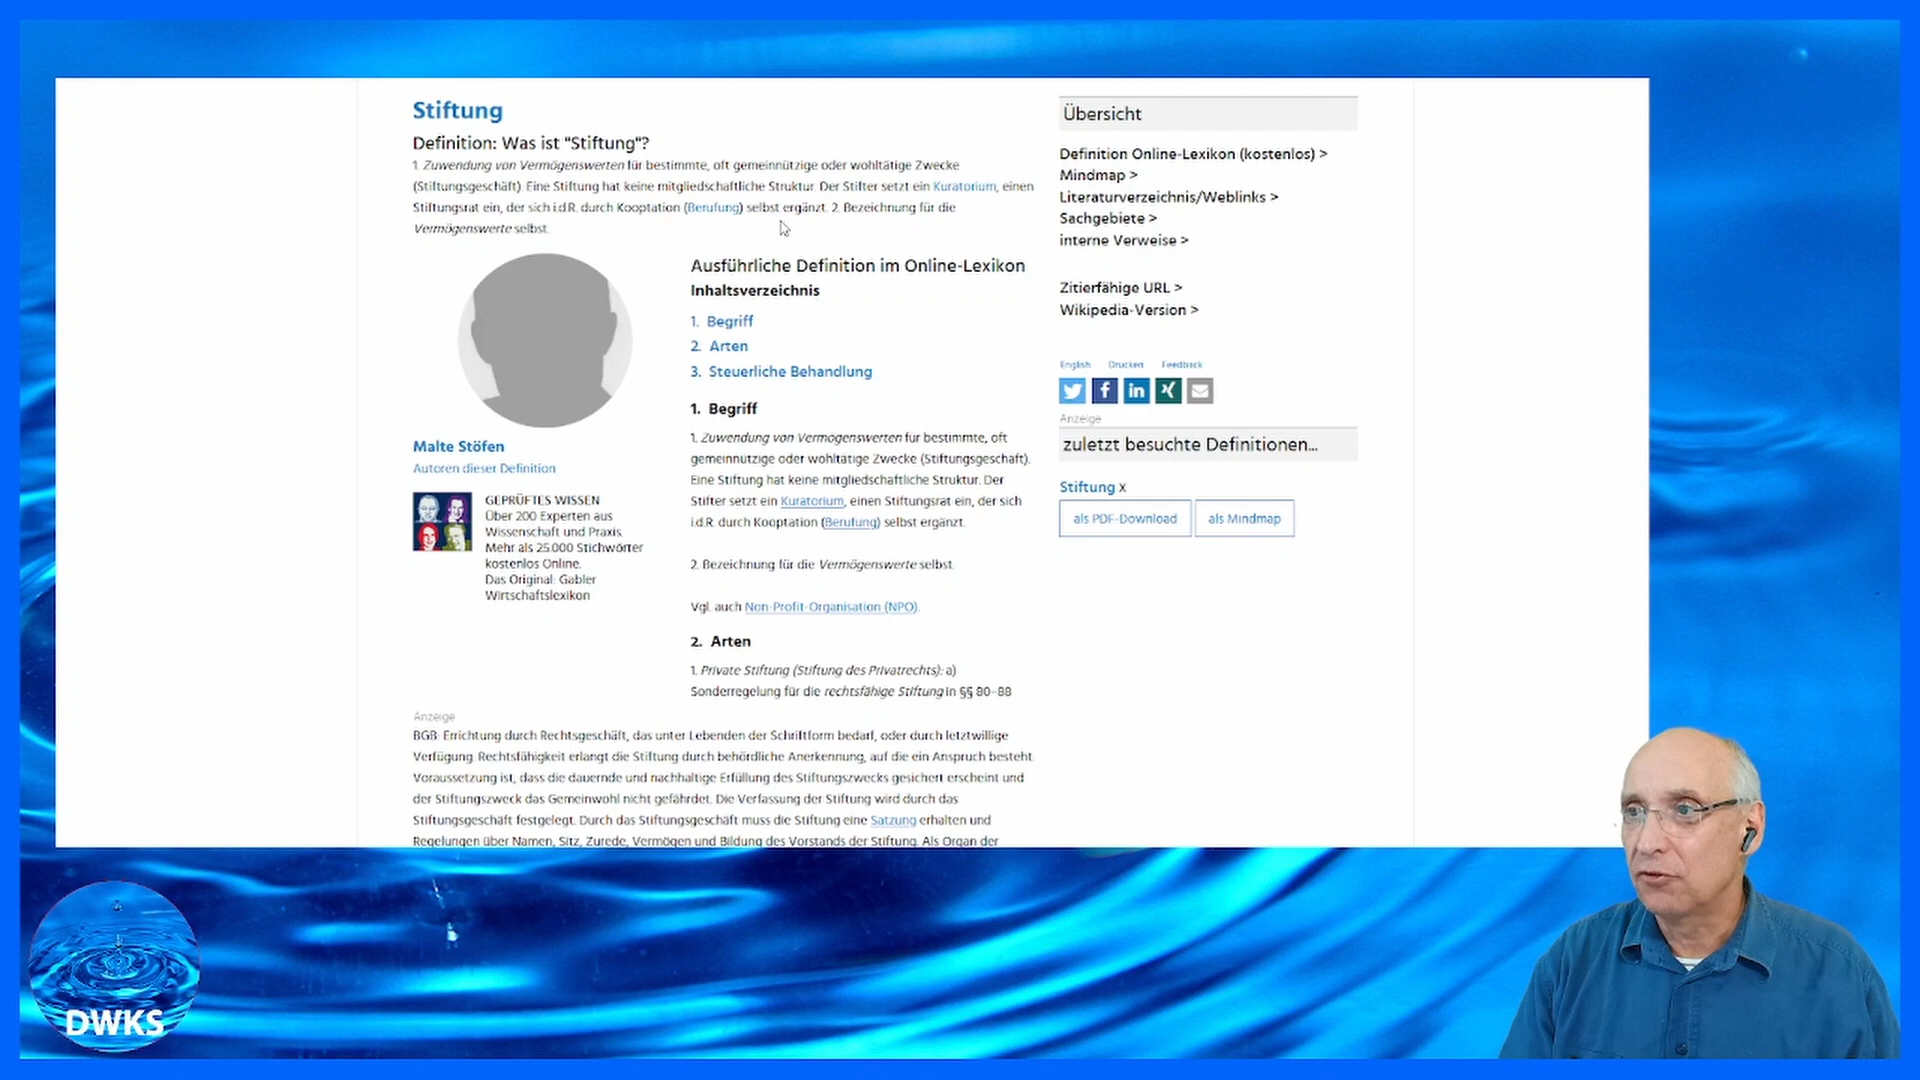 Stiftung
Definition: Was ist "Stiftung"?
1. Zuwendung von Vermögenswerten für bestimmte, oft gemeinnützige oder wohltätige Zwecke
(Stiftungsgeschäft). Eine Stiftung hat keine mitgliedschaftliche Struktur. Der Stifter setzt ein Kuratorium, einen
Stiftungsrat ein, der sich i.d.R. durch Kooptation (Berufung) selbst ergänzt. 2. Bezeichnung für die
Vermögenswerte selbst.
Malte Stöfen
Autoren dieser Definition
GEPRÜFTES WISSEN
Über 200 Experten aus
Wissenschaft und Praxis.
Mehr als 25.000 Stichwörter
kostenlos Online.
Das Original: Gabler
Wirtschaftslexikon
Ausführliche Definition im Online-Lexikon
Inhaltsverzeichnis
1. Begriff
2. Arten
3. Steuerliche Behandlung
1. Begriff
1. Zuwendung von Vermögenswerten für bestimmte, oft
gemeinnützige oder wohltätige Zwecke (Stiftungsgeschäft).
Eine Stiftung hat keine mitgliedschaftliche Struktur. Der
Stifter setzt ein Kuratorium, einen Stiftungsrat ein, der sich
i.d.R. durch Kooptation (Berufung) selbst ergänzt.
2. Bezeichnung für die Vermögenswerte selbst.
Vgl. auch Non-Profit-Organisation (NPO).
2. Arten
1. Private Stiftung (Stiftung des Privatrechts): a)
Sonderregelung für die rechtsfähige Stiftung in §§ 80–88
Anzeige
BGB: Errichtung durch Rechtsgeschäft, das unter Lebenden der Schriftform bedarf, oder durch letztwillige
Verfügung. Rechtsfähigkeit erlangt die Stiftung durch behördliche Anerkennung, auf die ein Anspruch besteht.
Voraussetzung ist, dass die dauernde und nachhaltige Erfüllung des Stiftungszwecks gesichert erscheint und
der Stiftungszweck das Gemeinwohl nicht gefährdet. Die Verfassung der Stiftung wird durch das
Stiftungsgeschäft festgelegt. Durch das Stiftungsgeschäft muss die Stiftung eine Satzung erhalten und
Regelungen über Namen, Sitz, Zurede, Vermögen und Bildung des Vorstands der Stiftung. Als Organ der
Übersicht
Definition Online-Lexikon (kostenlos) >
Mindmap >
Literaturverzeichnis/Weblinks >
Sachgebiete >
interne Verweise >
Zitierfähige URL >
Wikipedia-Version >
English Drucken Feedback
Anzeige
zuletzt besuchte Definitionen...
Stiftung x
als PDF-Download als Mindmap
DWKS